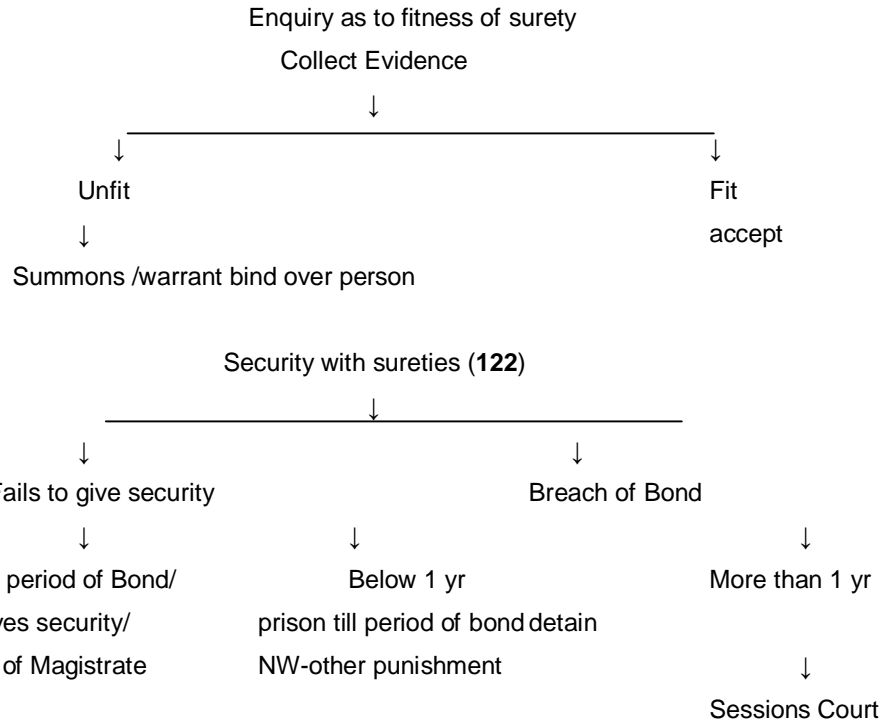 Enquiry as to fitness of surety
Collect Evidence
↓
↓ ↓
Unfit Fit
↓ accept
Summons /warrant bind over person
Security with sureties (122)
↓
↓ ↓
Fails to give security Breach of Bond
↓ ↓ ↓
period of Bond/ Below 1 yr More than 1 yr
security/ prison till period of bond detain
of Magistrate NW-other punishment ↓
Sessions Court